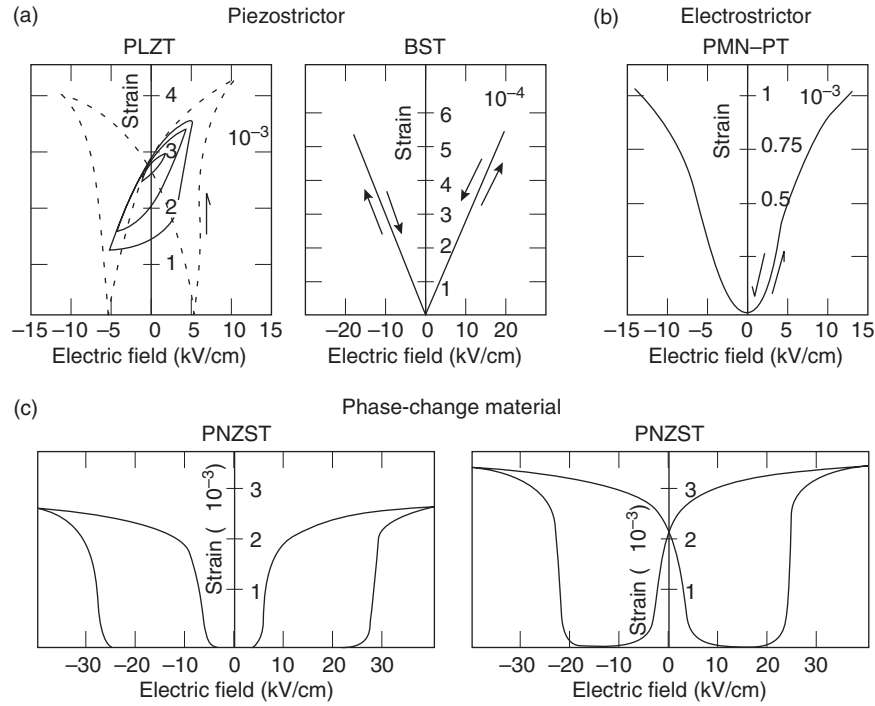 (a) Piezostrictor
(b) Electrostrictor
PLZT
BST
PMN–PT
Strain
4
3
2
1
10⁻³
−15 −10 −5 0 5 10 15
Electric field (kV/cm)
Strain
6
5
4
3
2
1
10⁻⁴
−20 −10 0 10 20
Electric field (kV/cm)
Strain
1
0.75
0.5
10⁻³
−15 −10 −5 0 5 10 15
Electric field (kV/cm)
(c) Phase-change material
PNZST
PNZST
Strain ( 10⁻³)
3
2
1
−30 −20 −10 0 10 20 30
Electric field (kV/cm)
Strain ( 10⁻³)
3
2
1
−30 −20 −10 0 10 20 30
Electric field (kV/cm)